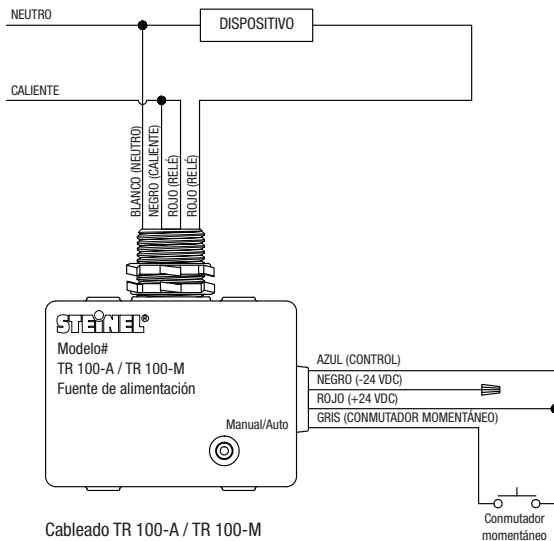 NEUTRO
DISPOSITIVO
CALIENTE
BLANCO (NEUTRO)
NEGRO (CALIENTE)
ROJO (RELÉ)
ROJO (RELÉ)
STEINEL®
Modelo#
TR 100-A / TR 100-M
Fuente de alimentación
Manual/Auto
AZUL (CONTROL)
NEGRO (-24 VDC)
ROJO (+24 VDC)
GRIS (CONMUTADOR MOMENTÁNEO)
Conmutador
momentáneo
Cableado TR 100-A / TR 100-M